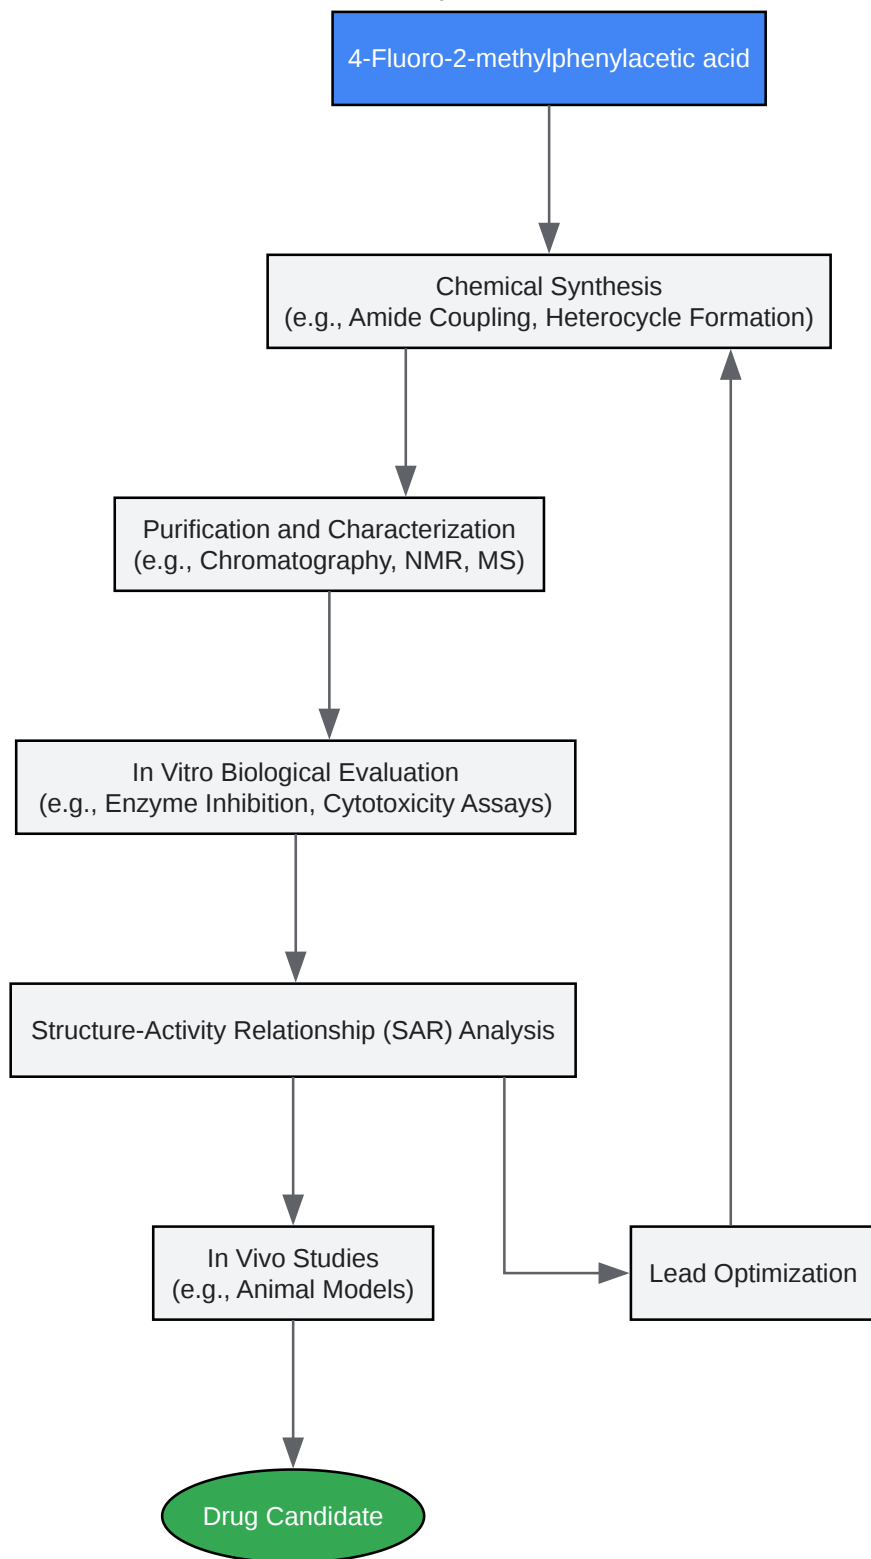 4-Fluoro-2-methylphenylacetic acid
Chemical Synthesis
(e.g., Amide Coupling, Heterocycle Formation)
Purification and Characterization
(e.g., Chromatography, NMR, MS)
In Vitro Biological Evaluation
(e.g., Enzyme Inhibition, Cytotoxicity Assays)
Structure-Activity Relationship (SAR) Analysis
In Vivo Studies
(e.g., Animal Models)
Lead Optimization
Drug Candidate